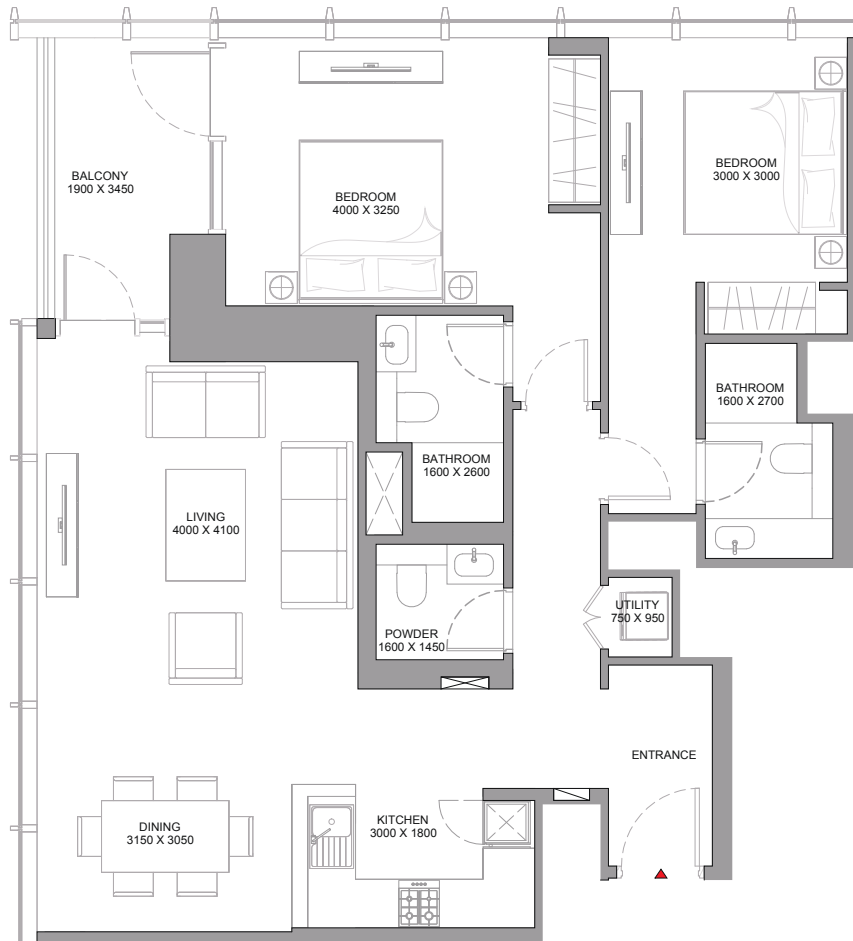 BEDROOM
3000 X 3000
BALCONY
1900 X 3450
BEDROOM
4000 X 3250
BATHROOM
1600 X 2700
BATHROOM
1600 X 2600
LIVING
4000 X 4100
UTILITY
750 X 950
POWDER
1600 X 1450
ENTRANCE
KITCHEN
3000 X 1800
DINING
3150 X 3050